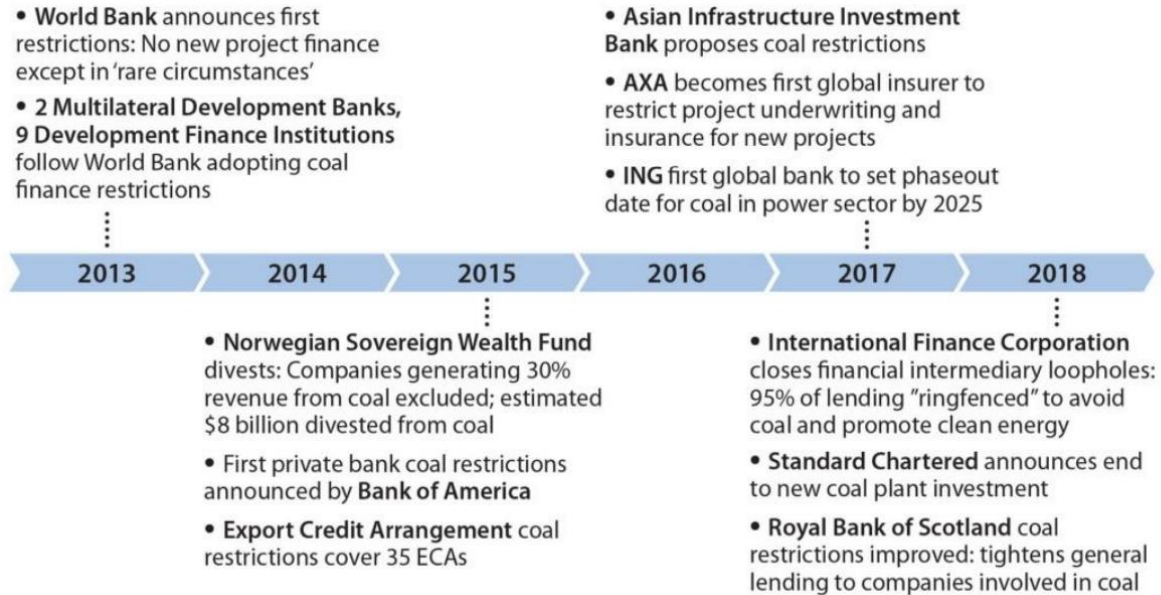 • World Bank announces first
restrictions: No new project finance
except in ‘rare circumstances’
• 2 Multilateral Development Banks,
9 Development Finance Institutions
follow World Bank adopting coal
finance restrictions
• Asian Infrastructure Investment
Bank proposes coal restrictions
• AXA becomes first global insurer to
restrict project underwriting and
insurance for new projects
• ING first global bank to set phaseout
date for coal in power sector by 2025
2013 2014 2015 2016 2017 2018
• Norwegian Sovereign Wealth Fund
divests: Companies generating 30%
revenue from coal excluded; estimated
$8 billion divested from coal
• First private bank coal restrictions
announced by Bank of America
• Export Credit Arrangement coal
restrictions cover 35 ECAs
• International Finance Corporation
closes financial intermediary loopholes:
95% of lending ”ringfenced” to avoid
coal and promote clean energy
• Standard Chartered announces end
to new coal plant investment
• Royal Bank of Scotland coal
restrictions improved: tightens general
lending to companies involved in coal